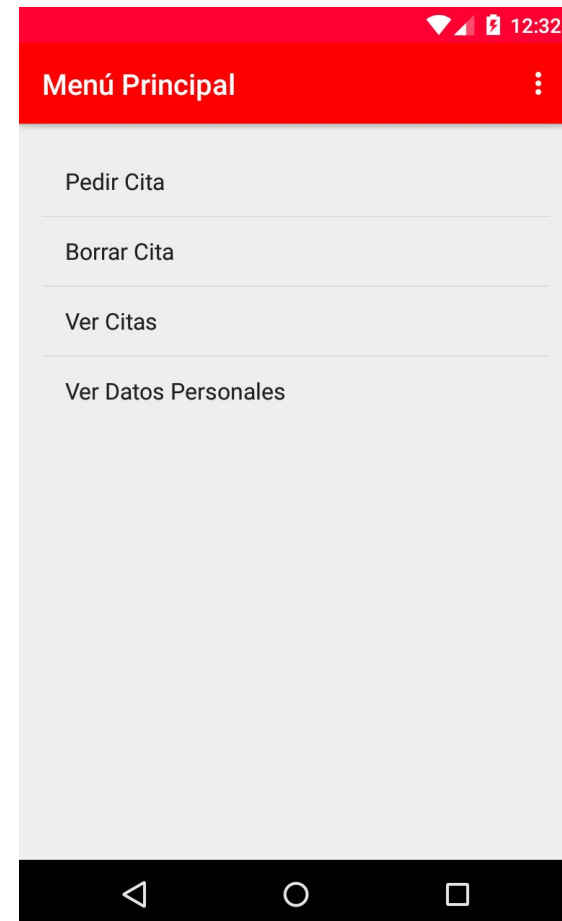 12:32
Menú Principal
Pedir Cita
Borrar Cita
Ver Citas
Ver Datos Personales